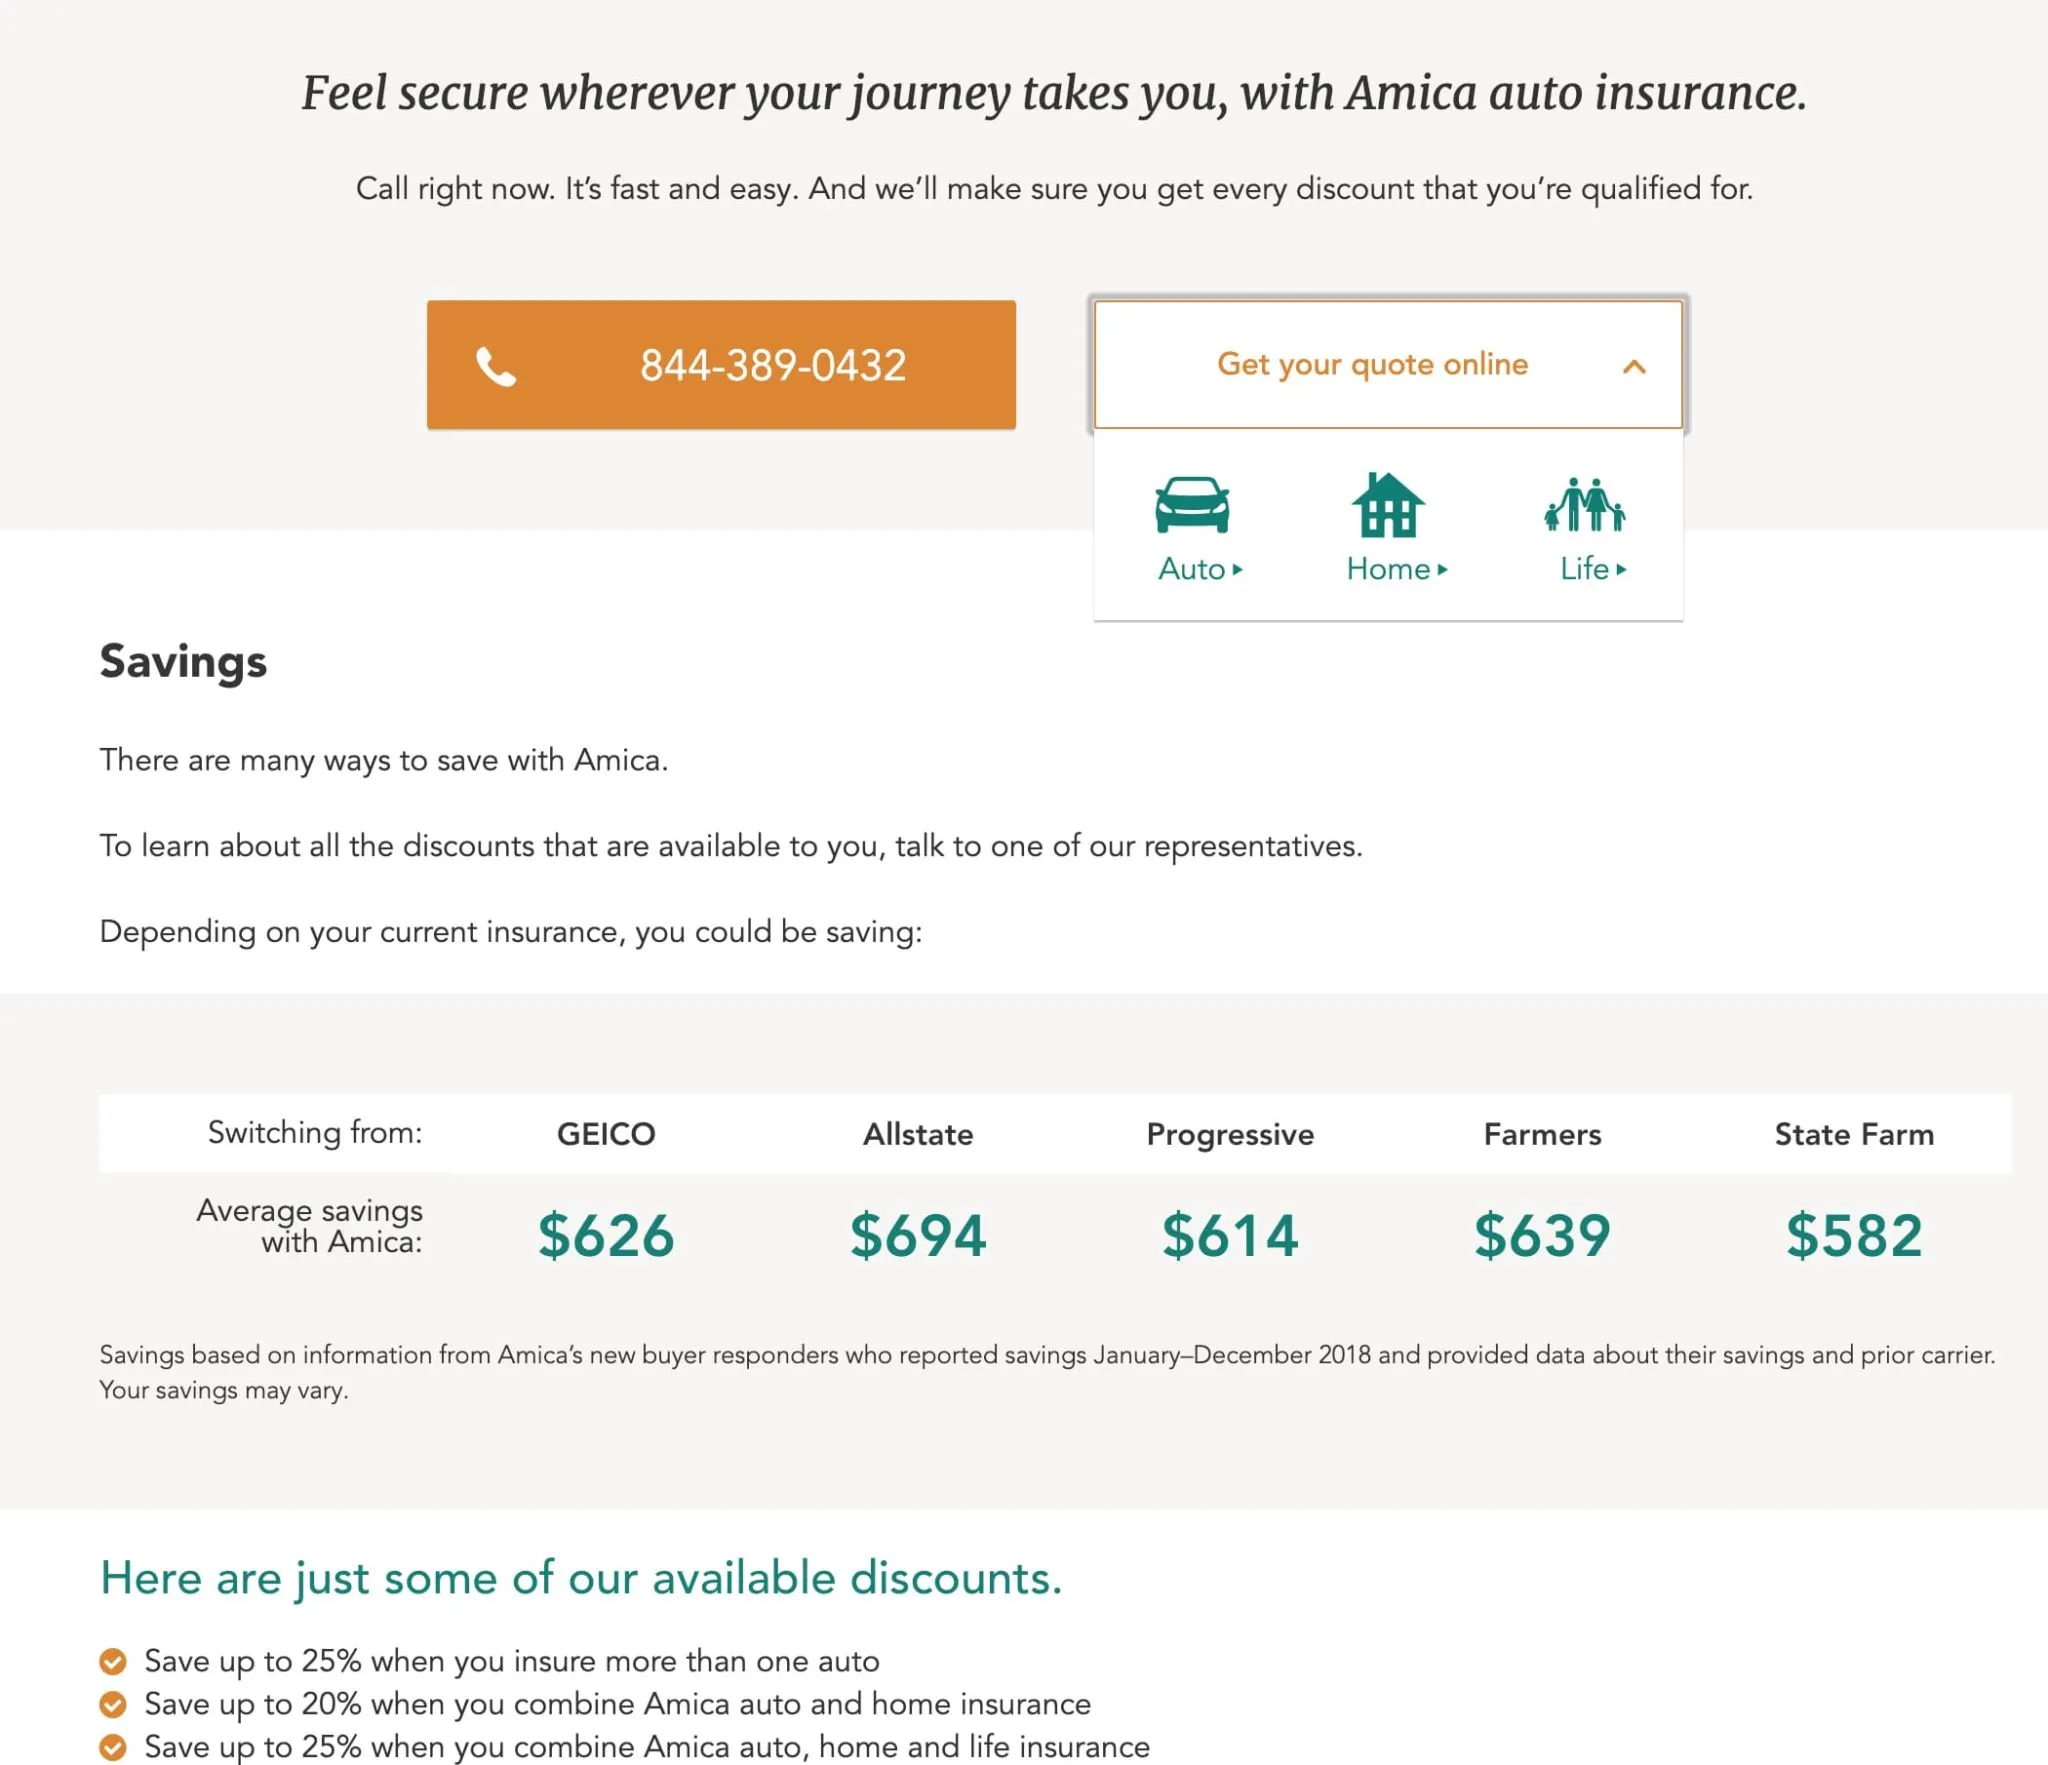 Feel secure wherever your journey takes you, with Amica auto insurance.
Call right now. It’s fast and easy. And we’ll make sure you get every discount that you’re qualified for.
844-389-0432
Get your quote online
Auto
Home
Life
Savings
There are many ways to save with Amica.
To learn about all the discounts that are available to you, talk to one of our representatives.
Depending on your current insurance, you could be saving:
Switching from: GEICO Allstate Progressive Farmers State Farm
Average savings
with Amica: $626 $694 $614 $639 $582
Savings based on information from Amica’s new buyer responders who reported savings January–December 2018 and provided data about their savings and prior carrier.
Your savings may vary.
Here are just some of our available discounts.
Save up to 25% when you insure more than one auto
Save up to 20% when you combine Amica auto and home insurance
Save up to 25% when you combine Amica auto, home and life insurance